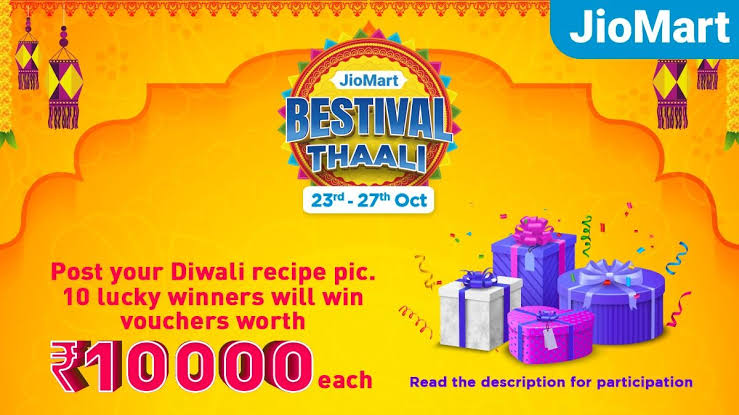 JioMart
JioMart
BESTIVAL
THAALI
23rd - 27th Oct
Post your Diwali recipe pic.
10 lucky winners will win
vouchers worth
₹10000 each
Read the description for participation